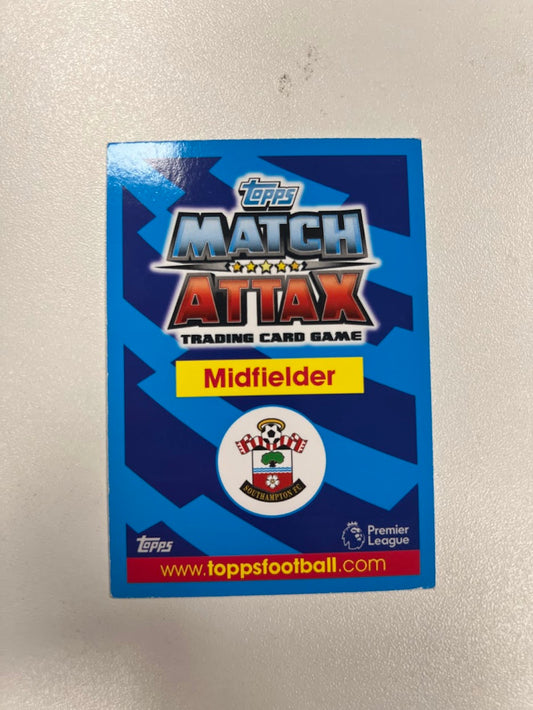 topps
MATCH
ATTAX
TRADING CARD GAME
Midfielder
SOUTHAMPTON FC
topps
Premier
League
www.toppsfootball.com